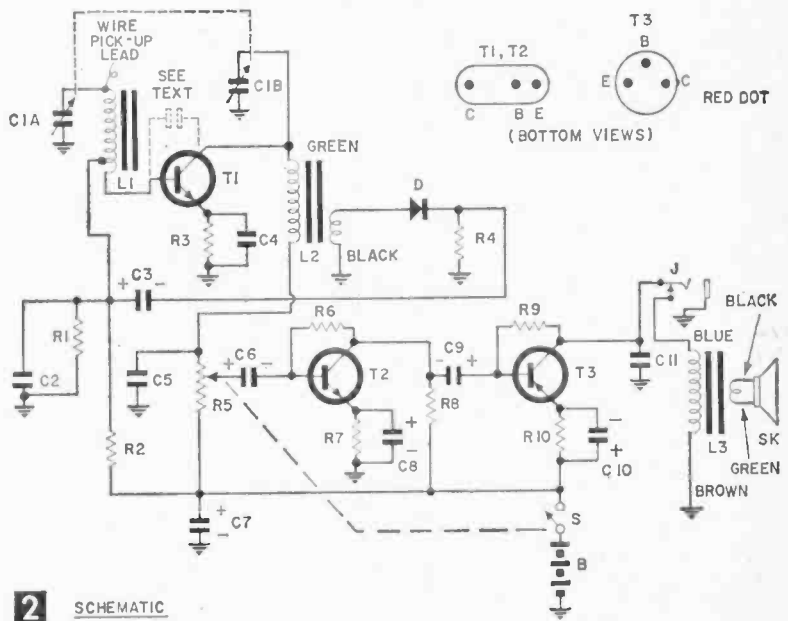 WIRE
PICK-UP
LEAD
SEE
TEXT
C1A
C1B
L1
T1
R3
C4
GREEN
L2
BLACK
D
R4
T1, T2
C B E
(BOTTOM VIEWS)
T3
B
E C
RED DOT
+ C3 -
R1
C2
R2
C5
R5
+ C6 -
R6
T2
R7
+
-
C8
R8
- C9 +
R9
T3
R10
-
+
C10
C11
J
BLACK
BLUE
L3
SK
GREEN
BROWN
+
-
C7
S
B
2 SCHEMATIC